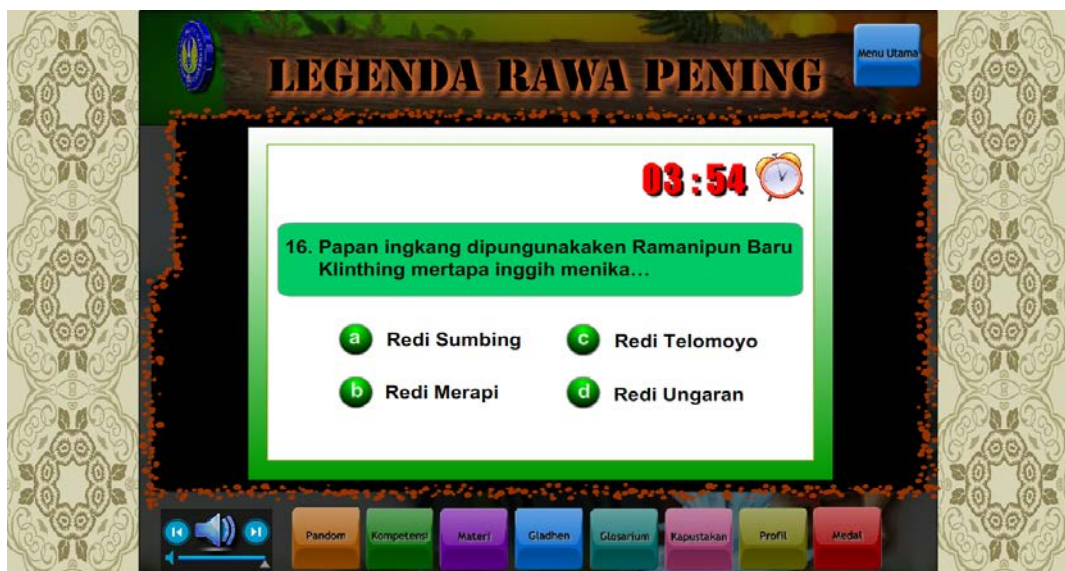 LEGENDA RAWA PENING
Menu Utama
03:54
16. Papan ingkang dipungunakaken Ramanipun Baru
Klinthing mertapa inggih menika...
a Redi Sumbing
c Redi Telomoyo
b Redi Merapi
d Redi Ungaran
Pandom
Kompetensi
Materi
Gladhen
Glosarium
Kapustakan
Profil
Medal